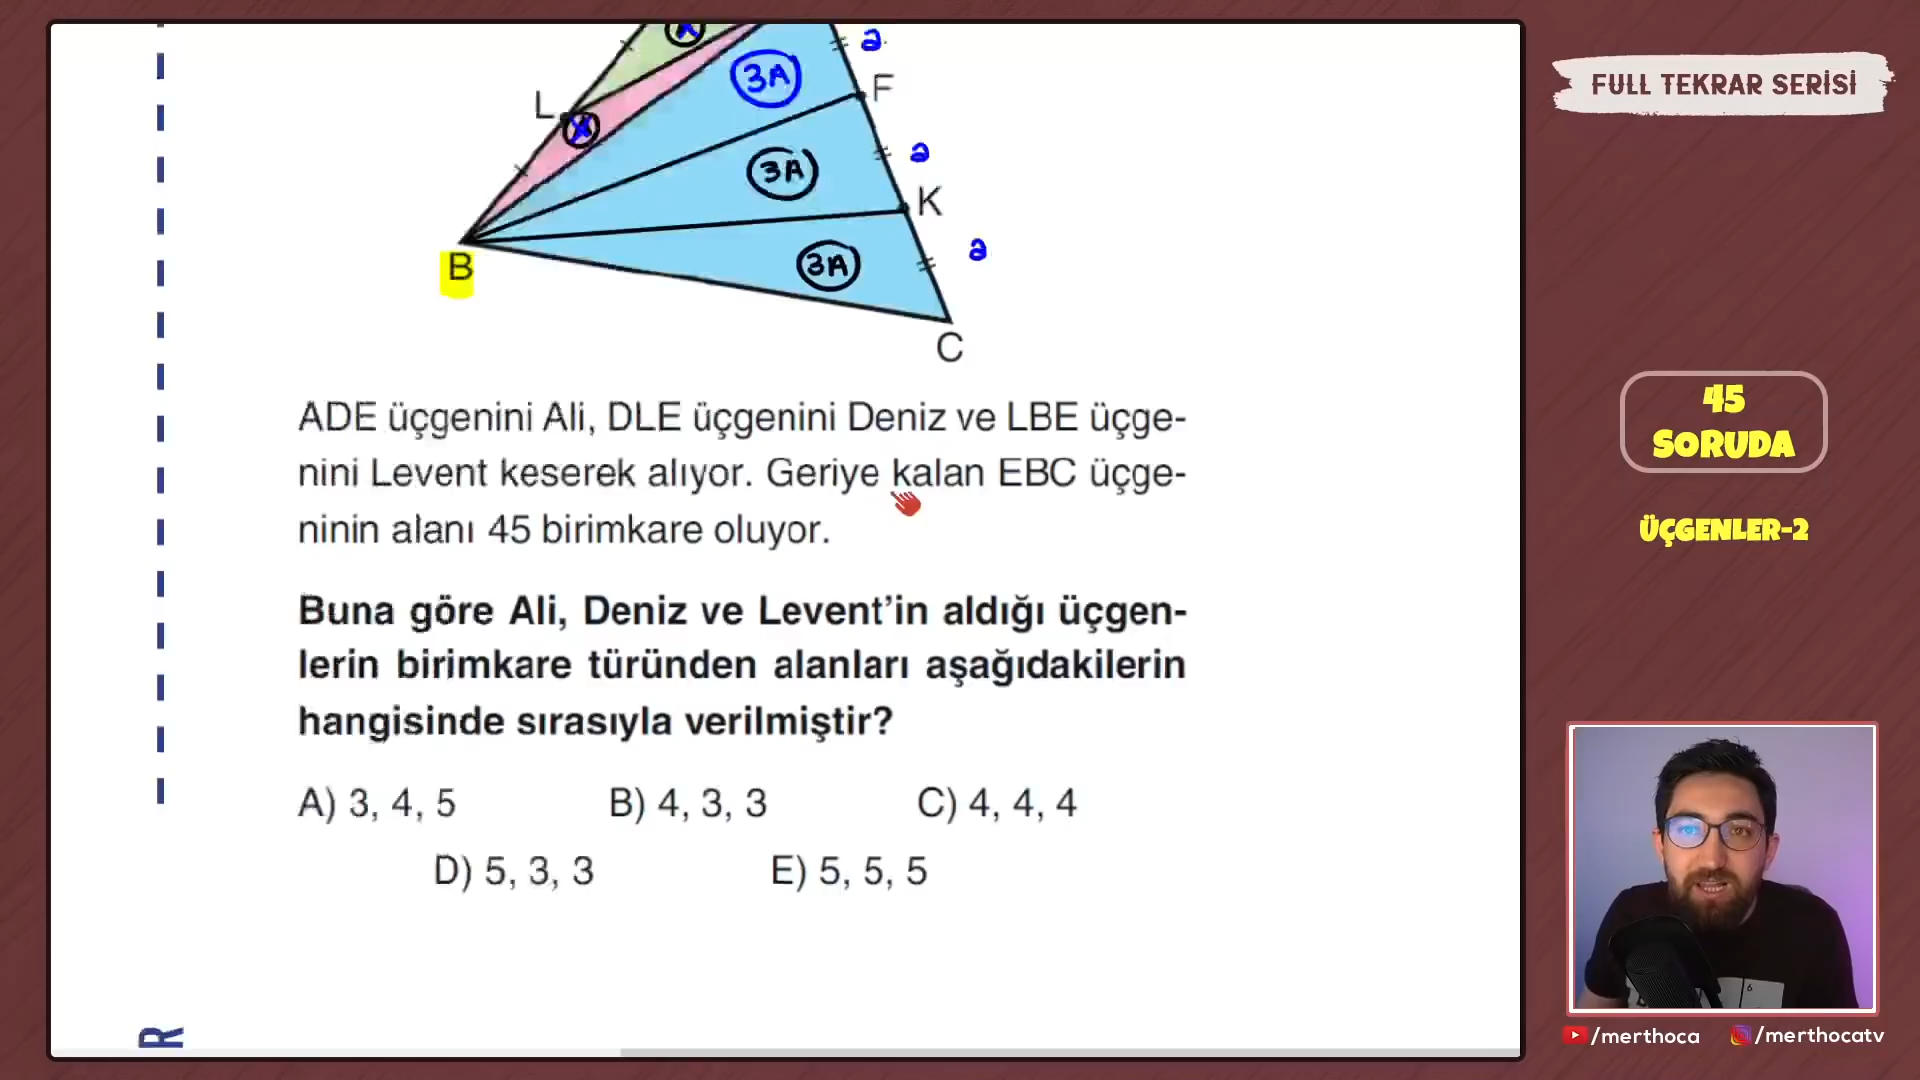 FULL TEKRAR SERİSİ
a
3A
F
L
x
a
3A
K
a
3A
B
C
ADE üçgenini Ali, DLE üçgenini Deniz ve LBE üçge-
nini Levent keserek alıyor. Geriye kalan EBC üçge-
ninin alanı 45 birimkare oluyor.
Buna göre Ali, Deniz ve Levent’in aldığı üçgen-
lerin birimkare türünden alanları aşağıdakilerin
hangisinde sırasıyla verilmiştir?
A) 3, 4, 5 B) 4, 3, 3 C) 4, 4, 4
D) 5, 3, 3 E) 5, 5, 5
R
45
SORUDA
ÜÇGENLER-2
/merthoca /merthocatv